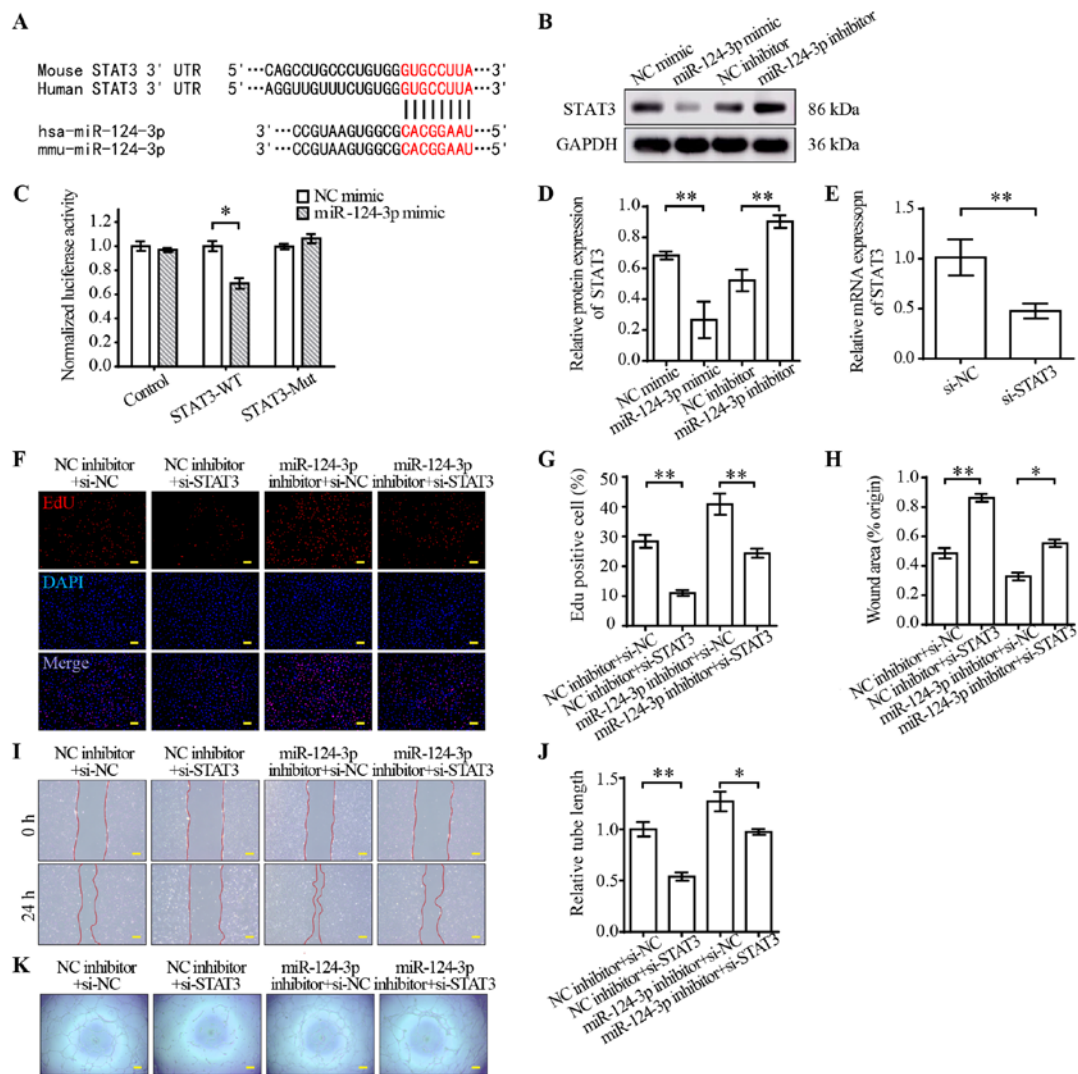 A
Mouse STAT3 3' UTR 5'···CAGCCUGCCCUGUGGGUGCCUUA···3'
Human STAT3 3' UTR 5'···AGGUUGUUUCUGUGGGUGCCUUA···3'
hsa-miR-124-3p 3'···CCGUAAGUGGCGCACGGAAU···5'
mmu-miR-124-3p 3'···CCGUAAGUGGCGCACGGAAU···5'
B
NC mimic
miR-124-3p mimic
NC inhibitor
miR-124-3p inhibitor
STAT3 86 kDa
GAPDH 36 kDa
C
NC mimic
miR-124-3p mimic
Normalized luciferase activity
1.2
1.0
0.8
0.6
0.4
0.2
0.0
*
Control
STAT3-WT
STAT3-Mut
D
Relative protein expression
of STAT3
1.0
0.8
0.6
0.4
0.2
0.0
** **
NC mimic
miR-124-3p mimic
NC inhibitor
miR-124-3p inhibitor
E
Relative mRNA expressopn
of STAT3
1.5
1.0
0.5
0.0
**
si-NC
si-STAT3
F
NC inhibitor
+si-NC
NC inhibitor
+si-STAT3
miR-124-3p
inhibitor+si-NC
miR-124-3p
inhibitor+si-STAT3
EdU
DAPI
Merge
G
Edu positive cell (%)
50
40
30
20
10
0
** **
NC inhibitor+si-NC
NC inhibitor+si-STAT3
miR-124-3p inhibitor+si-NC
miR-124-3p inhibitor+si-STAT3
H
Wound area (% origin)
1.0
0.8
0.6
0.4
0.2
0.0
** *
NC inhibitor+si-NC
NC inhibitor+si-STAT3
miR-124-3p inhibitor+si-NC
miR-124-3p inhibitor+si-STAT3
I
NC inhibitor
+si-NC
NC inhibitor
+si-STAT3
miR-124-3p
inhibitor+si-NC
miR-124-3p
inhibitor+si-STAT3
0 h
24 h
J
Relative tube length
1.5
1.0
0.5
0.0
** *
NC inhibitor+si-NC
NC inhibitor+si-STAT3
miR-124-3p inhibitor+si-NC
miR-124-3p inhibitor+si-STAT3
K
NC inhibitor
+si-NC
NC inhibitor
+si-STAT3
miR-124-3p
inhibitor+si-NC
miR-124-3p
inhibitor+si-STAT3